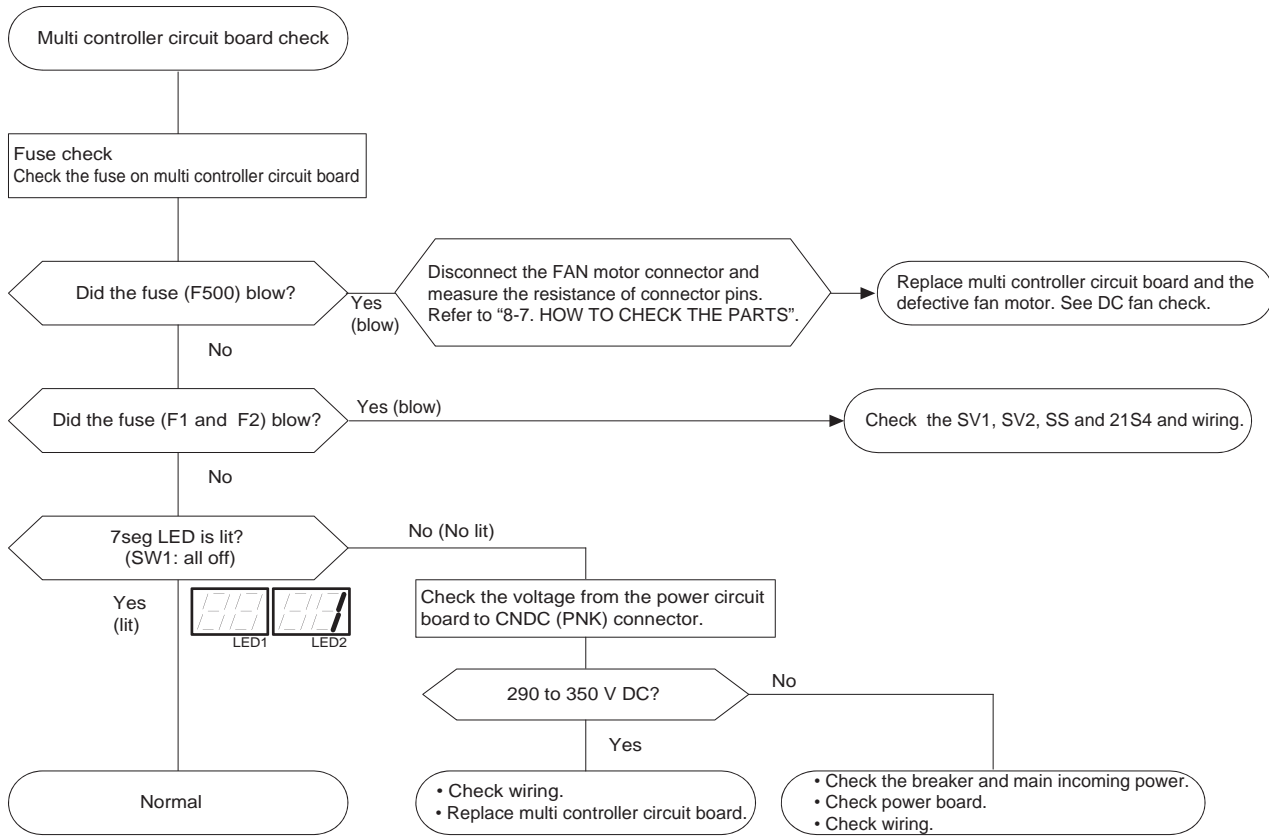 Multi controller circuit board check
Fuse check
Check the fuse on multi controller circuit board
Did the fuse (F500) blow?
Yes
(blow)
Disconnect the FAN motor connector and
measure the resistance of connector pins.
Refer to “8-7. HOW TO CHECK THE PARTS”.
Replace multi controller circuit board and the
defective fan motor. See DC fan check.
No
Did the fuse (F1 and F2) blow?
Yes (blow)
Check the SV1, SV2, SS and 21S4 and wiring.
No
7seg LED is lit?
(SW1: all off)
No (No lit)
Yes
(lit)
1
LED1
LED2
Check the voltage from the power circuit
board to CNDC (PNK) connector.
290 to 350 V DC?
No
Yes
Normal
• Check wiring.
• Replace multi controller circuit board.
• Check the breaker and main incoming power.
• Check power board.
• Check wiring.